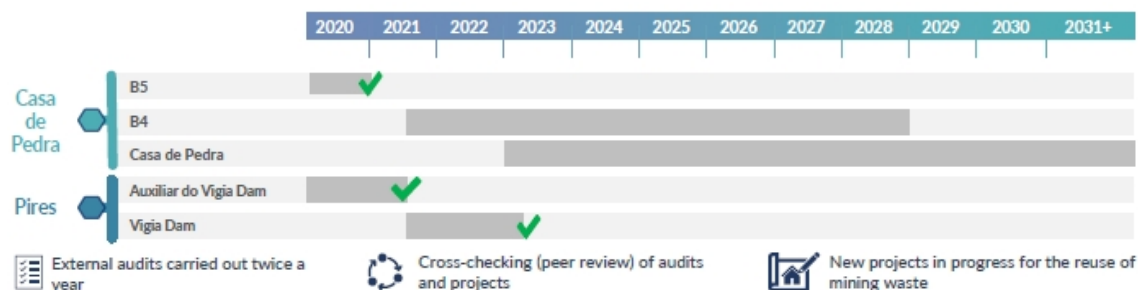 2020 2021 2022 2023 2024 2025 2026 2027 2028 2029 2030 2031+
Casa
de
Pedra
B5
B4
Casa de Pedra
Pires
Auxiliar do Vigia Dam
Vigia Dam
External audits carried out twice a
year
Cross-checking (peer review) of audits
and projects
New projects in progress for the reuse of
mining waste